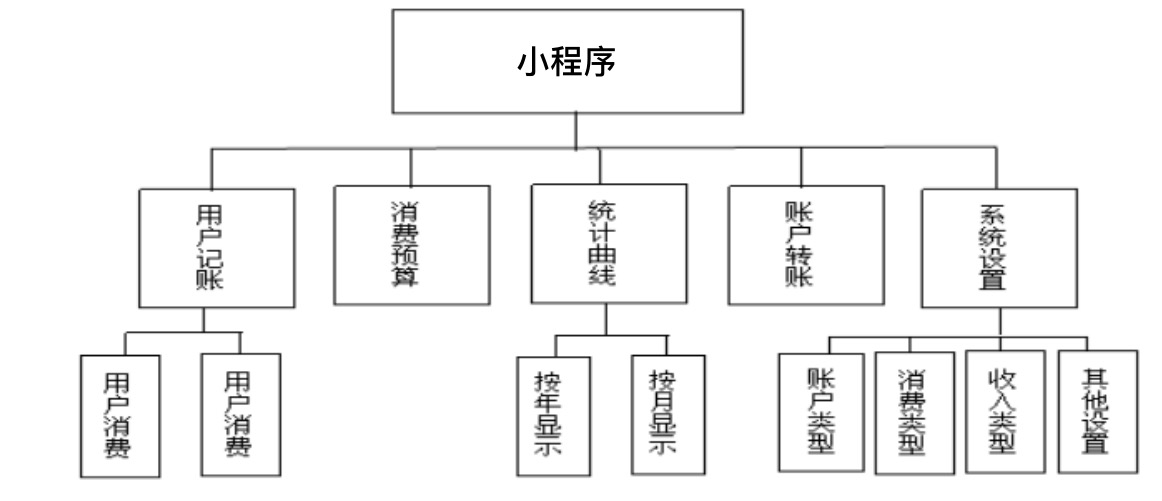 小程序
用户记账
消费预算
统计曲线
账户转账
系统设置
用户消费
用户消费
按年显示
按月显示
账户类型
消费类型
收入类型
其他设置